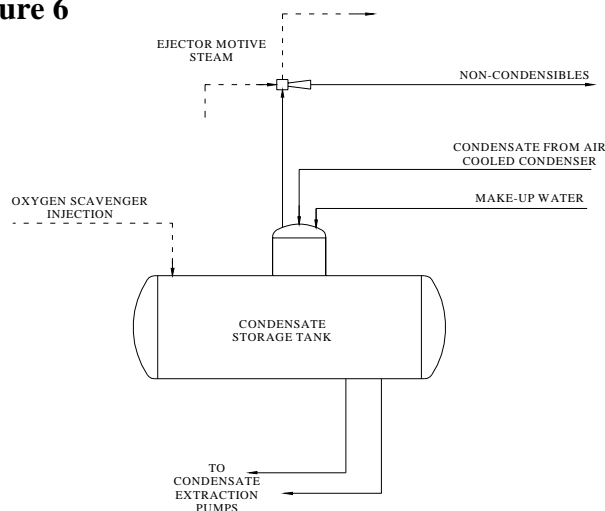 ure 6
EJECTOR MOTIVE
STEAM
NON-CONDENSIBLES
CONDENSATE FROM AIR
COOLED CONDENSER
MAKE-UP WATER
OXYGEN SCAVENGER
INJECTION
CONDENSATE
STORAGE TANK
TO
CONDENSATE
EXTRACTION
PUMPS